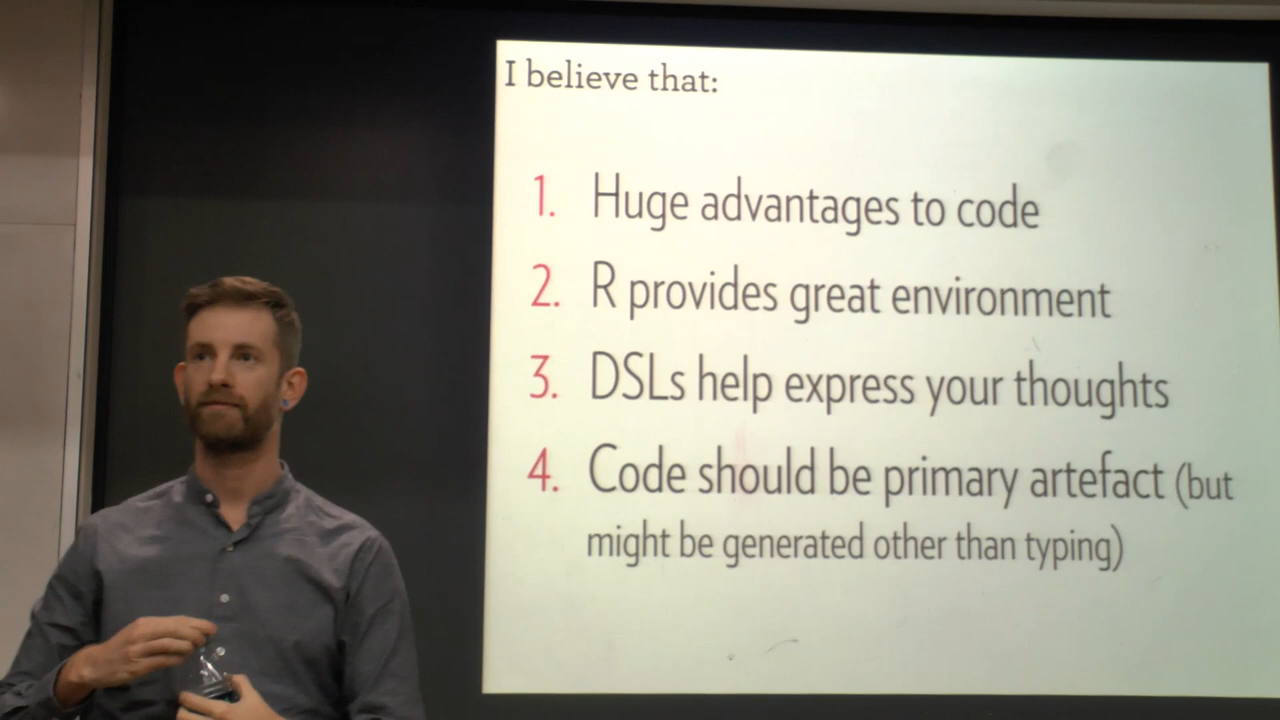 I believe that:
1. Huge advantages to code
2. R provides great environment
3. DSLs help express your thoughts
4. Code should be primary artefact (but
might be generated other than typing)